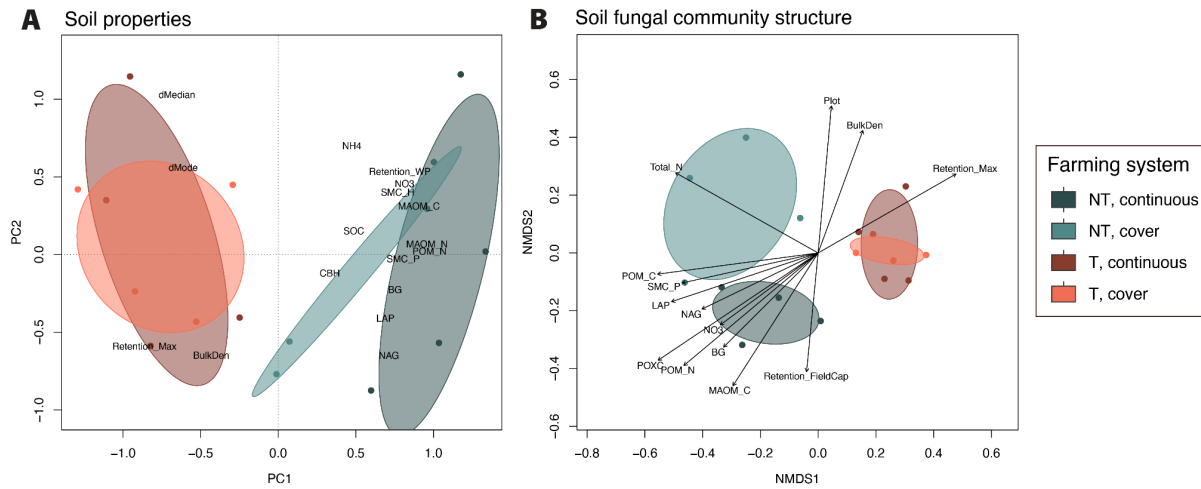 A Soil properties
dMedian
NH4
dMode
Retention_WP
NO3
SMC_H
MAOM_C
SOC
MAOM_N
POM_N
SMC_P
CBH
BG
LAP
Retention_Max
BulkDen
NAG
1.0
0.5
0.0
−0.5
−1.0
PC2
−1.0 −0.5 0.0 0.5 1.0
PC1
B Soil fungal community structure
Plot
BulkDen
Total_N
Retention_Max
POM_C
SMC_P
LAP
NAG
NO3
BG
POXC
POM_N
Retention_FieldCap
MAOM_C
0.6
0.4
0.2
0.0
−0.2
−0.4
−0.6
NMDS2
−0.8 −0.6 −0.4 −0.2 0.0 0.2 0.4 0.6
NMDS1
Farming system
NT, continuous
NT, cover
T, continuous
T, cover